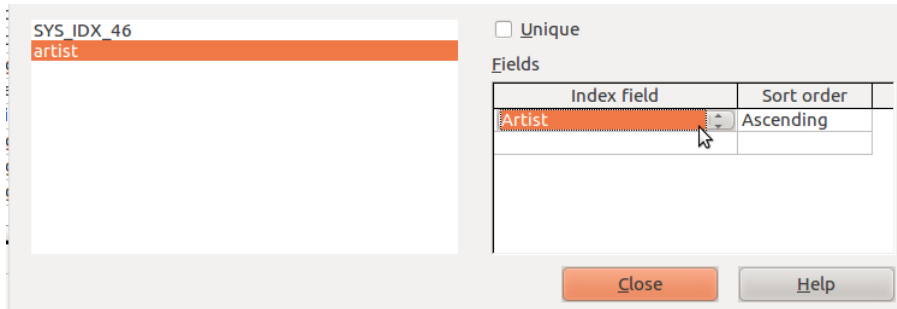 SYS_IDX_46
artist
Unique
Fields
Index field Sort order
Artist Ascending
Close Help